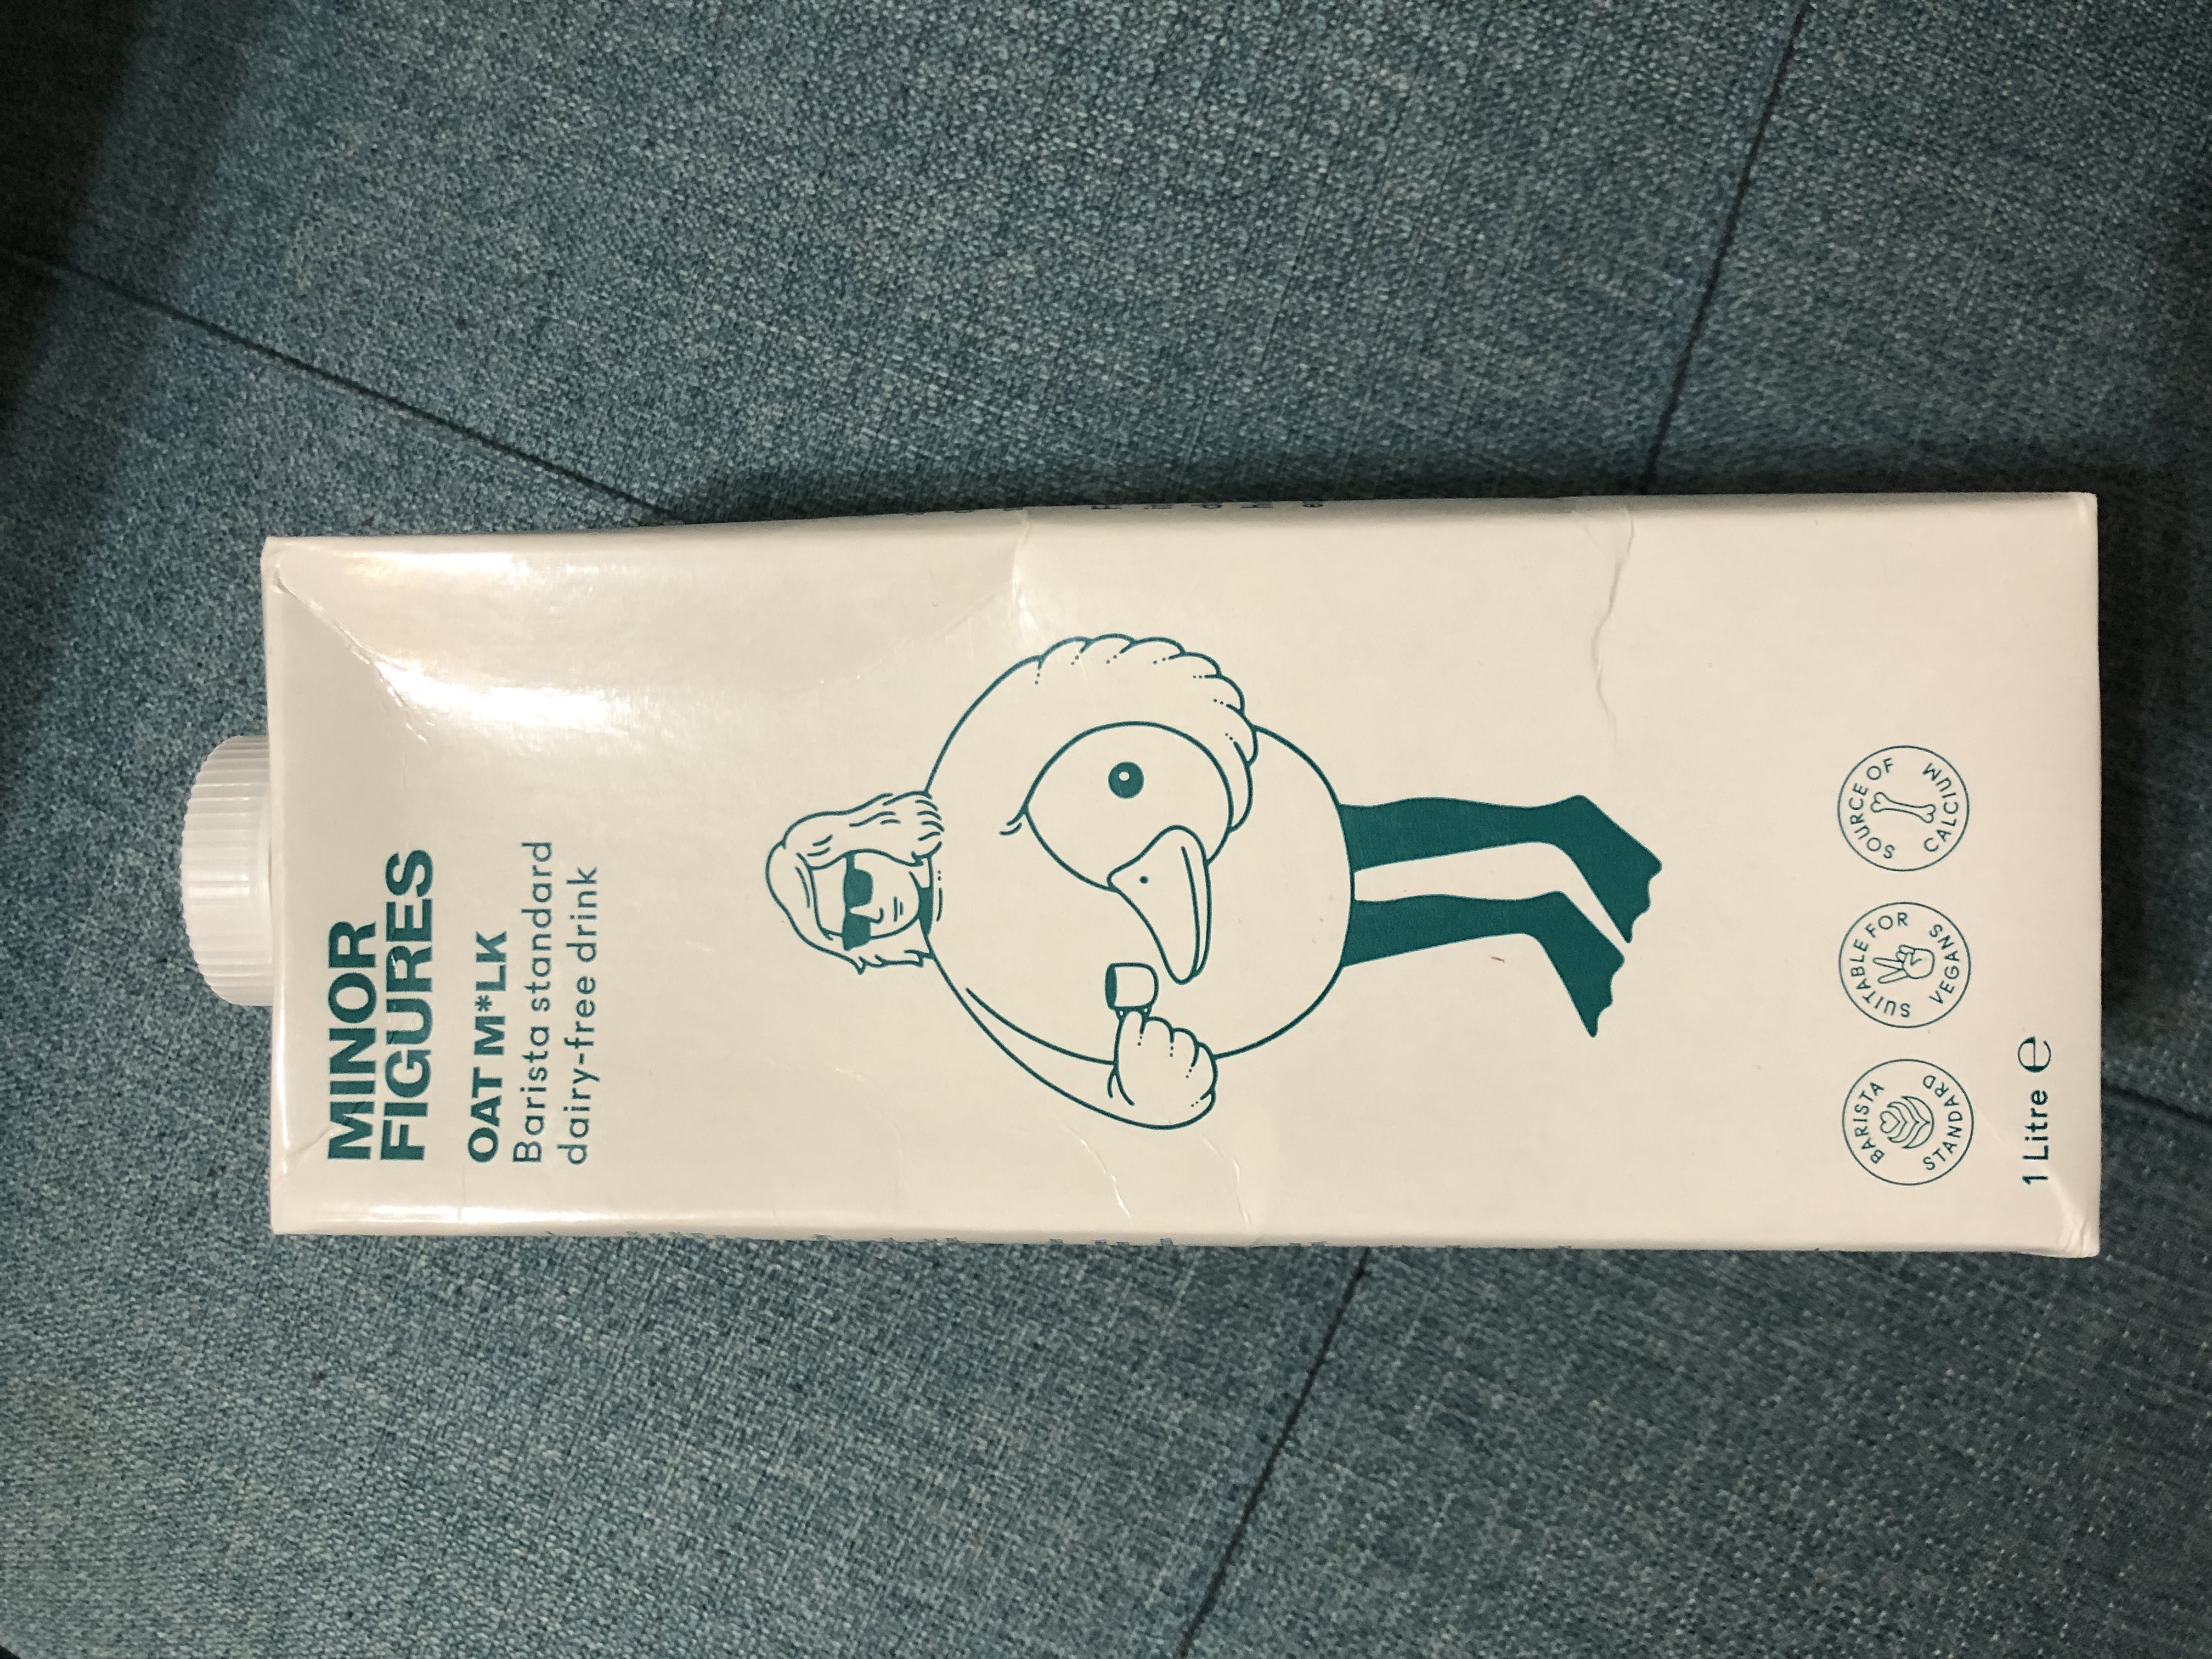 MINOR
FIGURES
OAT M*LK
Barista standard
dairy-free drink
BARISTA STANDARD
SUITABLE FOR VEGANS
SOURCE OF CALCIUM
1 Litre ℮